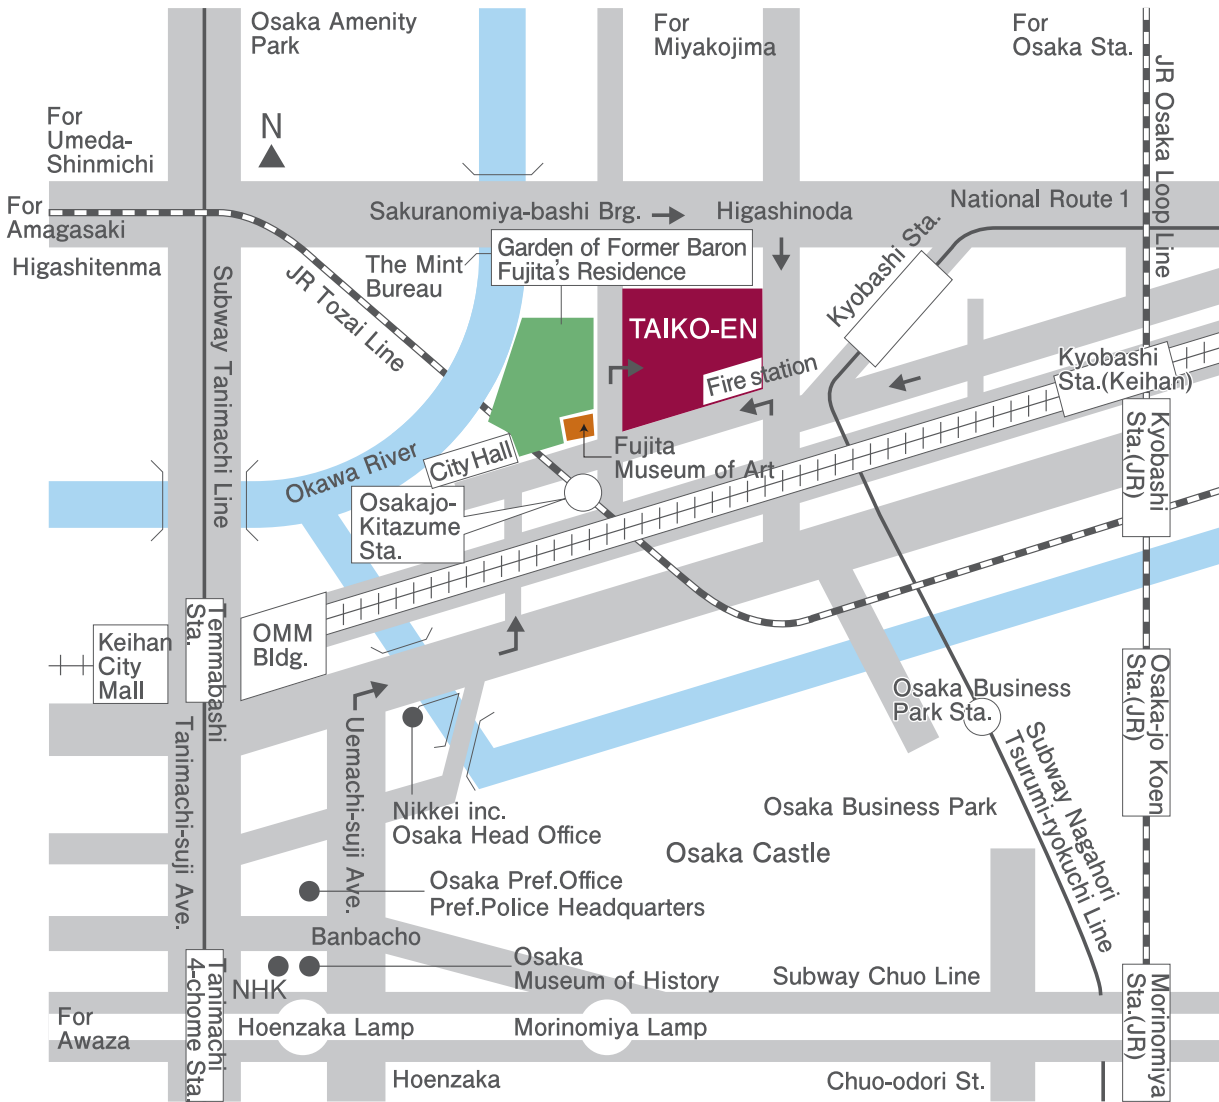 Osaka Amenity
Park
For
Miyakojima
For
Osaka Sta.
JR Osaka Loop Line
For
Umeda-
Shinmichi
N
For
Amagasaki
Sakuranomiya-bashi Brg.
Higashinoda
National Route 1
Higashitenma
The Mint
Bureau
Garden of Former Baron
Fujita's Residence
Kyobashi Sta.
JR Tozai Line
Subway Tanimachi Line
TAIKO-EN
Fire station
Kyobashi
Sta.(Keihan)
Kyobashi
Sta.(JR)
Okawa River
City Hall
Fujita
Museum of Art
Osakajo-
Kitazume
Sta.
Temmabashi
Sta.
OMM
Bldg.
Keihan
City
Mall
Osaka Business
Park Sta.
Osaka-jo Koen
Sta.(JR)
Tanimachi-suji Ave.
Uemachi-suji Ave.
Subway Nagahori
Tsurumi-ryokuchi Line
Nikkei inc.
Osaka Head Office
Osaka Business Park
Osaka Castle
Osaka Pref.Office
Pref.Police Headquarters
Banbacho
Osaka
Museum of History
Subway Chuo Line
Tanimachi
4-chome Sta.
NHK
Morinomiya
Sta.(JR)
For
Awaza
Hoenzaka Lamp
Morinomiya Lamp
Hoenzaka
Chuo-odori St.